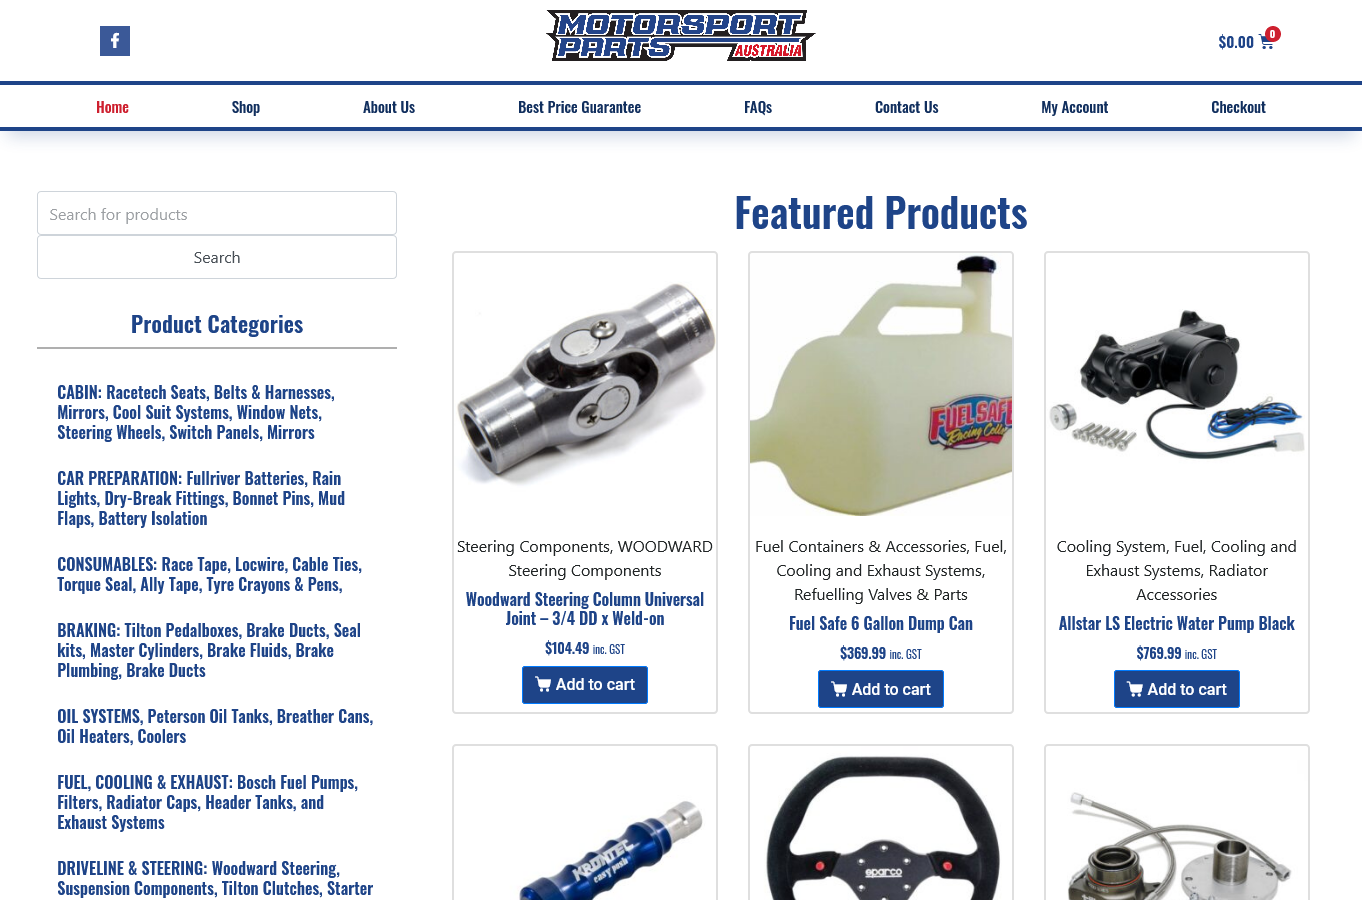 MOTORSPORT
PARTS
AUSTRALIA
$0.00
0
Home
Shop
About Us
Best Price Guarantee
FAQs
Contact Us
My Account
Checkout
Search for products
Search
Product Categories
CABIN: Racetech Seats, Belts & Harnesses,
Mirrors, Cool Suit Systems, Window Nets,
Steering Wheels, Switch Panels, Mirrors
CAR PREPARATION: Fullriver Batteries, Rain
Lights, Dry-Break Fittings, Bonnet Pins, Mud
Flaps, Battery Isolation
CONSUMABLES: Race Tape, Locwire, Cable Ties,
Torque Seal, Ally Tape, Tyre Crayons & Pens,
BRAKING: Tilton Pedalboxes, Brake Ducts, Seal
kits, Master Cylinders, Brake Fluids, Brake
Plumbing, Brake Ducts
OIL SYSTEMS, Peterson Oil Tanks, Breather Cans,
Oil Heaters, Coolers
FUEL, COOLING & EXHAUST: Bosch Fuel Pumps,
Filters, Radiator Caps, Header Tanks, and
Exhaust Systems
DRIVELINE & STEERING: Woodward Steering,
Suspension Components, Tilton Clutches, Starter
Featured Products
Steering Components, WOODWARD
Steering Components
Woodward Steering Column Universal
Joint – 3/4 DD x Weld-on
$104.49 inc. GST
Add to cart
FUEL SAFE
Racing Cells
Fuel Containers & Accessories, Fuel,
Cooling and Exhaust Systems,
Refuelling Valves & Parts
Fuel Safe 6 Gallon Dump Can
$369.99 inc. GST
Add to cart
Cooling System, Fuel, Cooling and
Exhaust Systems, Radiator
Accessories
Allstar LS Electric Water Pump Black
$769.99 inc. GST
Add to cart
KRONTEC
easy push
sparco